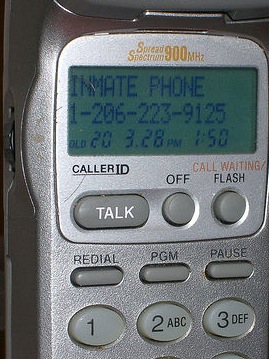 Spread
Spectrum 900MHz
INMATE PHONE
1-206-223-9125
OLD 20 3.28 PM 1:50
CALLER ID
CALL WAITING/
OFF FLASH
TALK
REDIAL PGM PAUSE
1 2 ABC 3 DEF